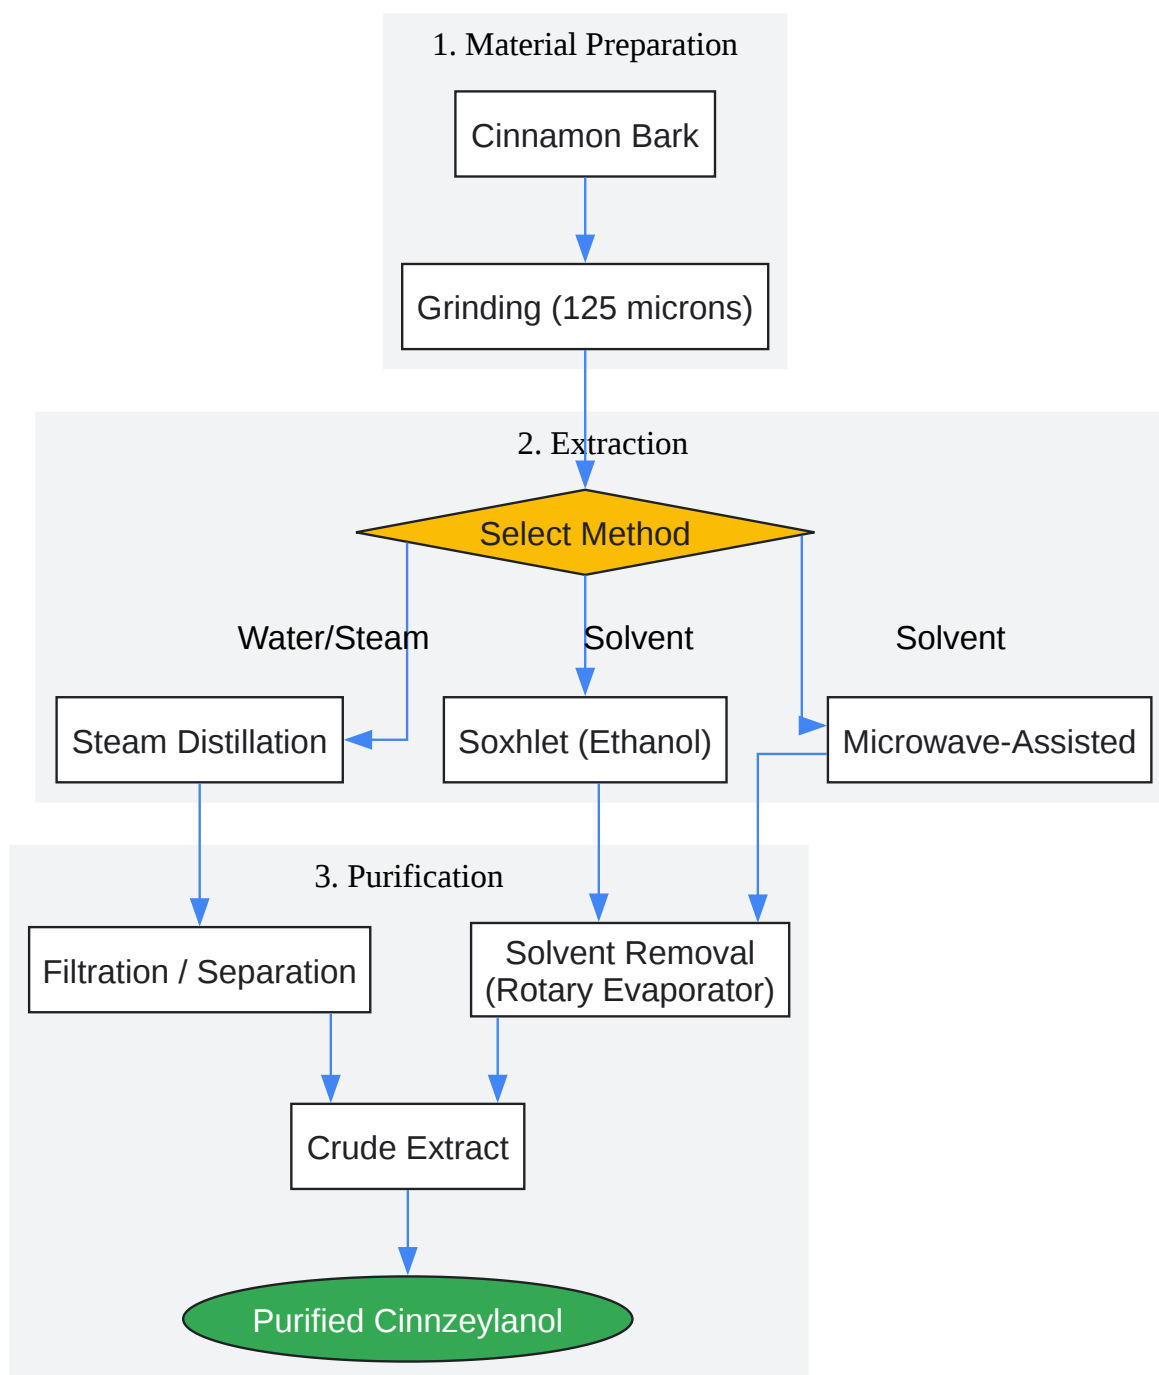 1. Material Preparation
Cinnamon Bark
Grinding (125 microns)
2. Extraction
Select Method
Water/Steam
Solvent
Solvent
Steam Distillation
Soxhlet (Ethanol)
Microwave-Assisted
3. Purification
Filtration / Separation
Solvent Removal
(Rotary Evaporator)
Crude Extract
Purified Cinnzeylanol